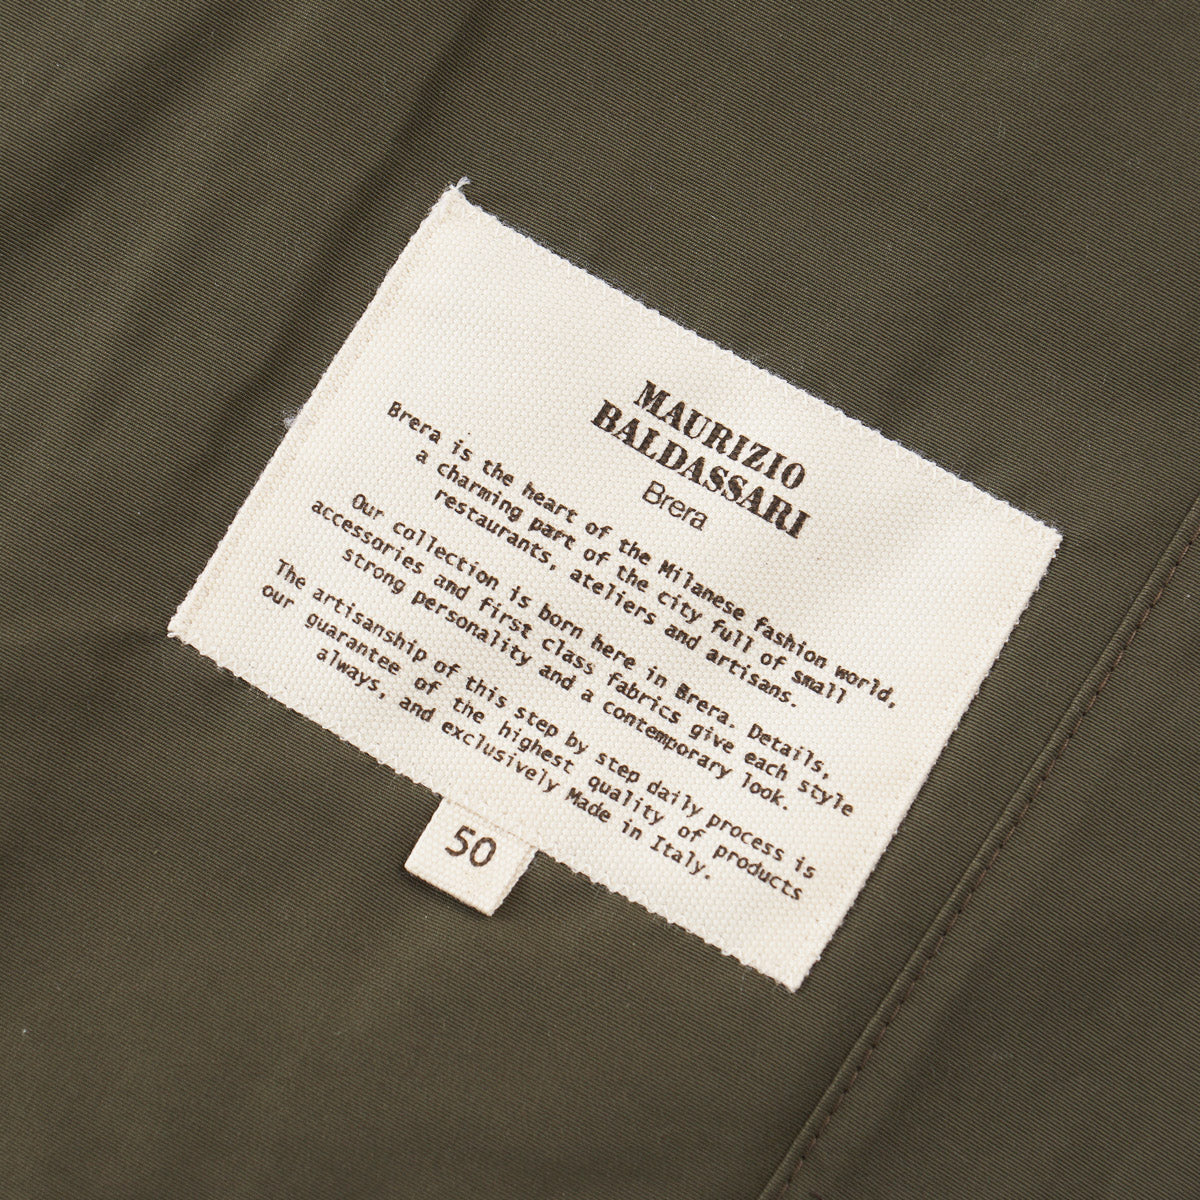 MAURIZIO
BALDASSARI
Brera
Brera is the heart of the Milanese fashion world,
a charming part of the city full of small
restaurants, ateliers and artisans.
Our collection is born here in Brera. Details,
accessories and first class fabrics give each style
strong personality and a contemporary look.
The artisanship of this step by step daily process is
our guarantee of the highest quality of products
always, and exclusively Made in Italy.
50